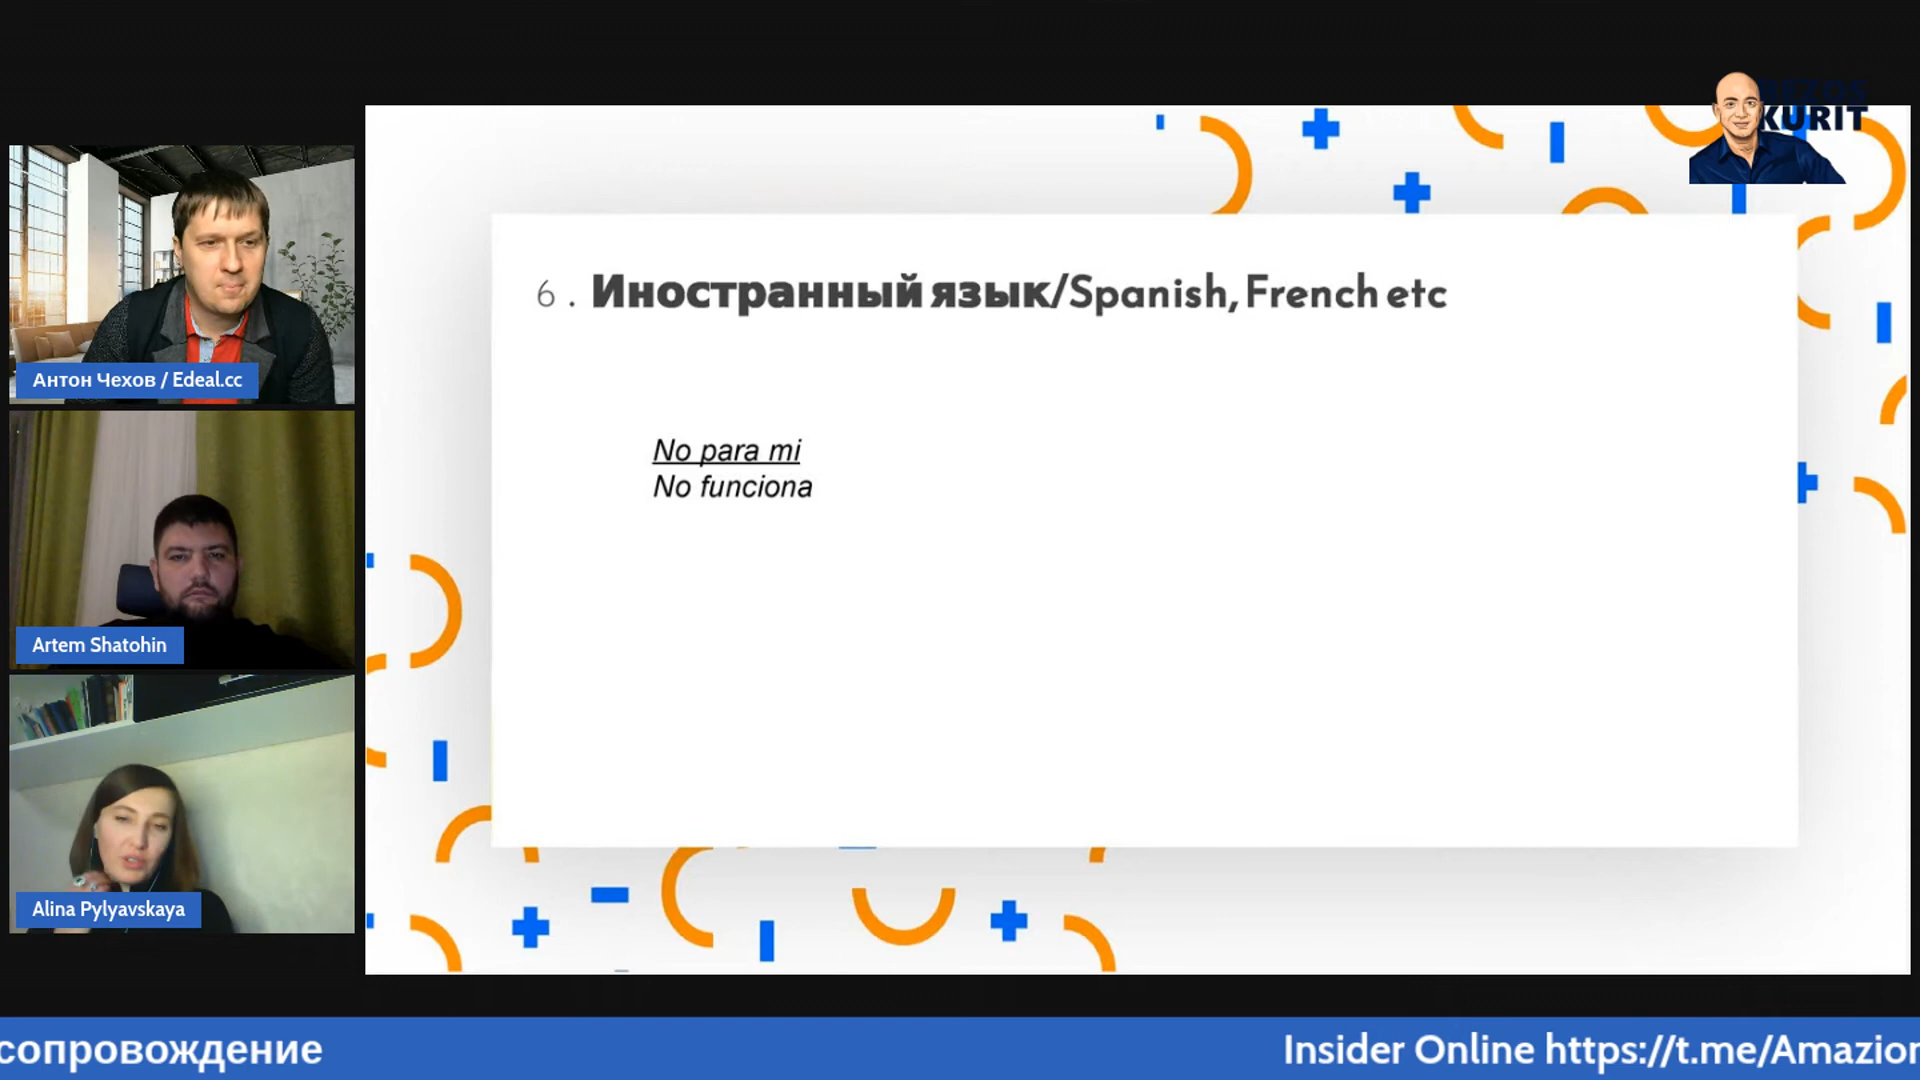 BEZOS
KURIT
6. Иностранный язык/Spanish, French etc
No para mi
No funciona
Антон Чехов / Edeal.cc
Artem Shatohin
Alina Pylyavskaya
сопровождение
Insider Online https://t.me/Amazion